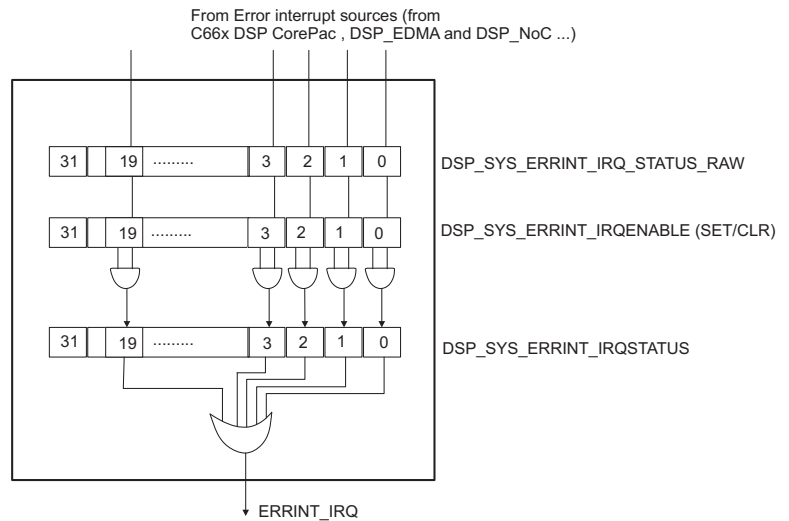 From Error interrupt sources (from
C66x DSP CorePac , DSP_EDMA and DSP_NoC ...)
31 19 ......... 3 2 1 0 DSP_SYS_ERRINT_IRQ_STATUS_RAW
31 19 ......... 3 2 1 0 DSP_SYS_ERRINT_IRQENABLE (SET/CLR)
31 19 ......... 3 2 1 0 DSP_SYS_ERRINT_IRQSTATUS
ERRINT_IRQ